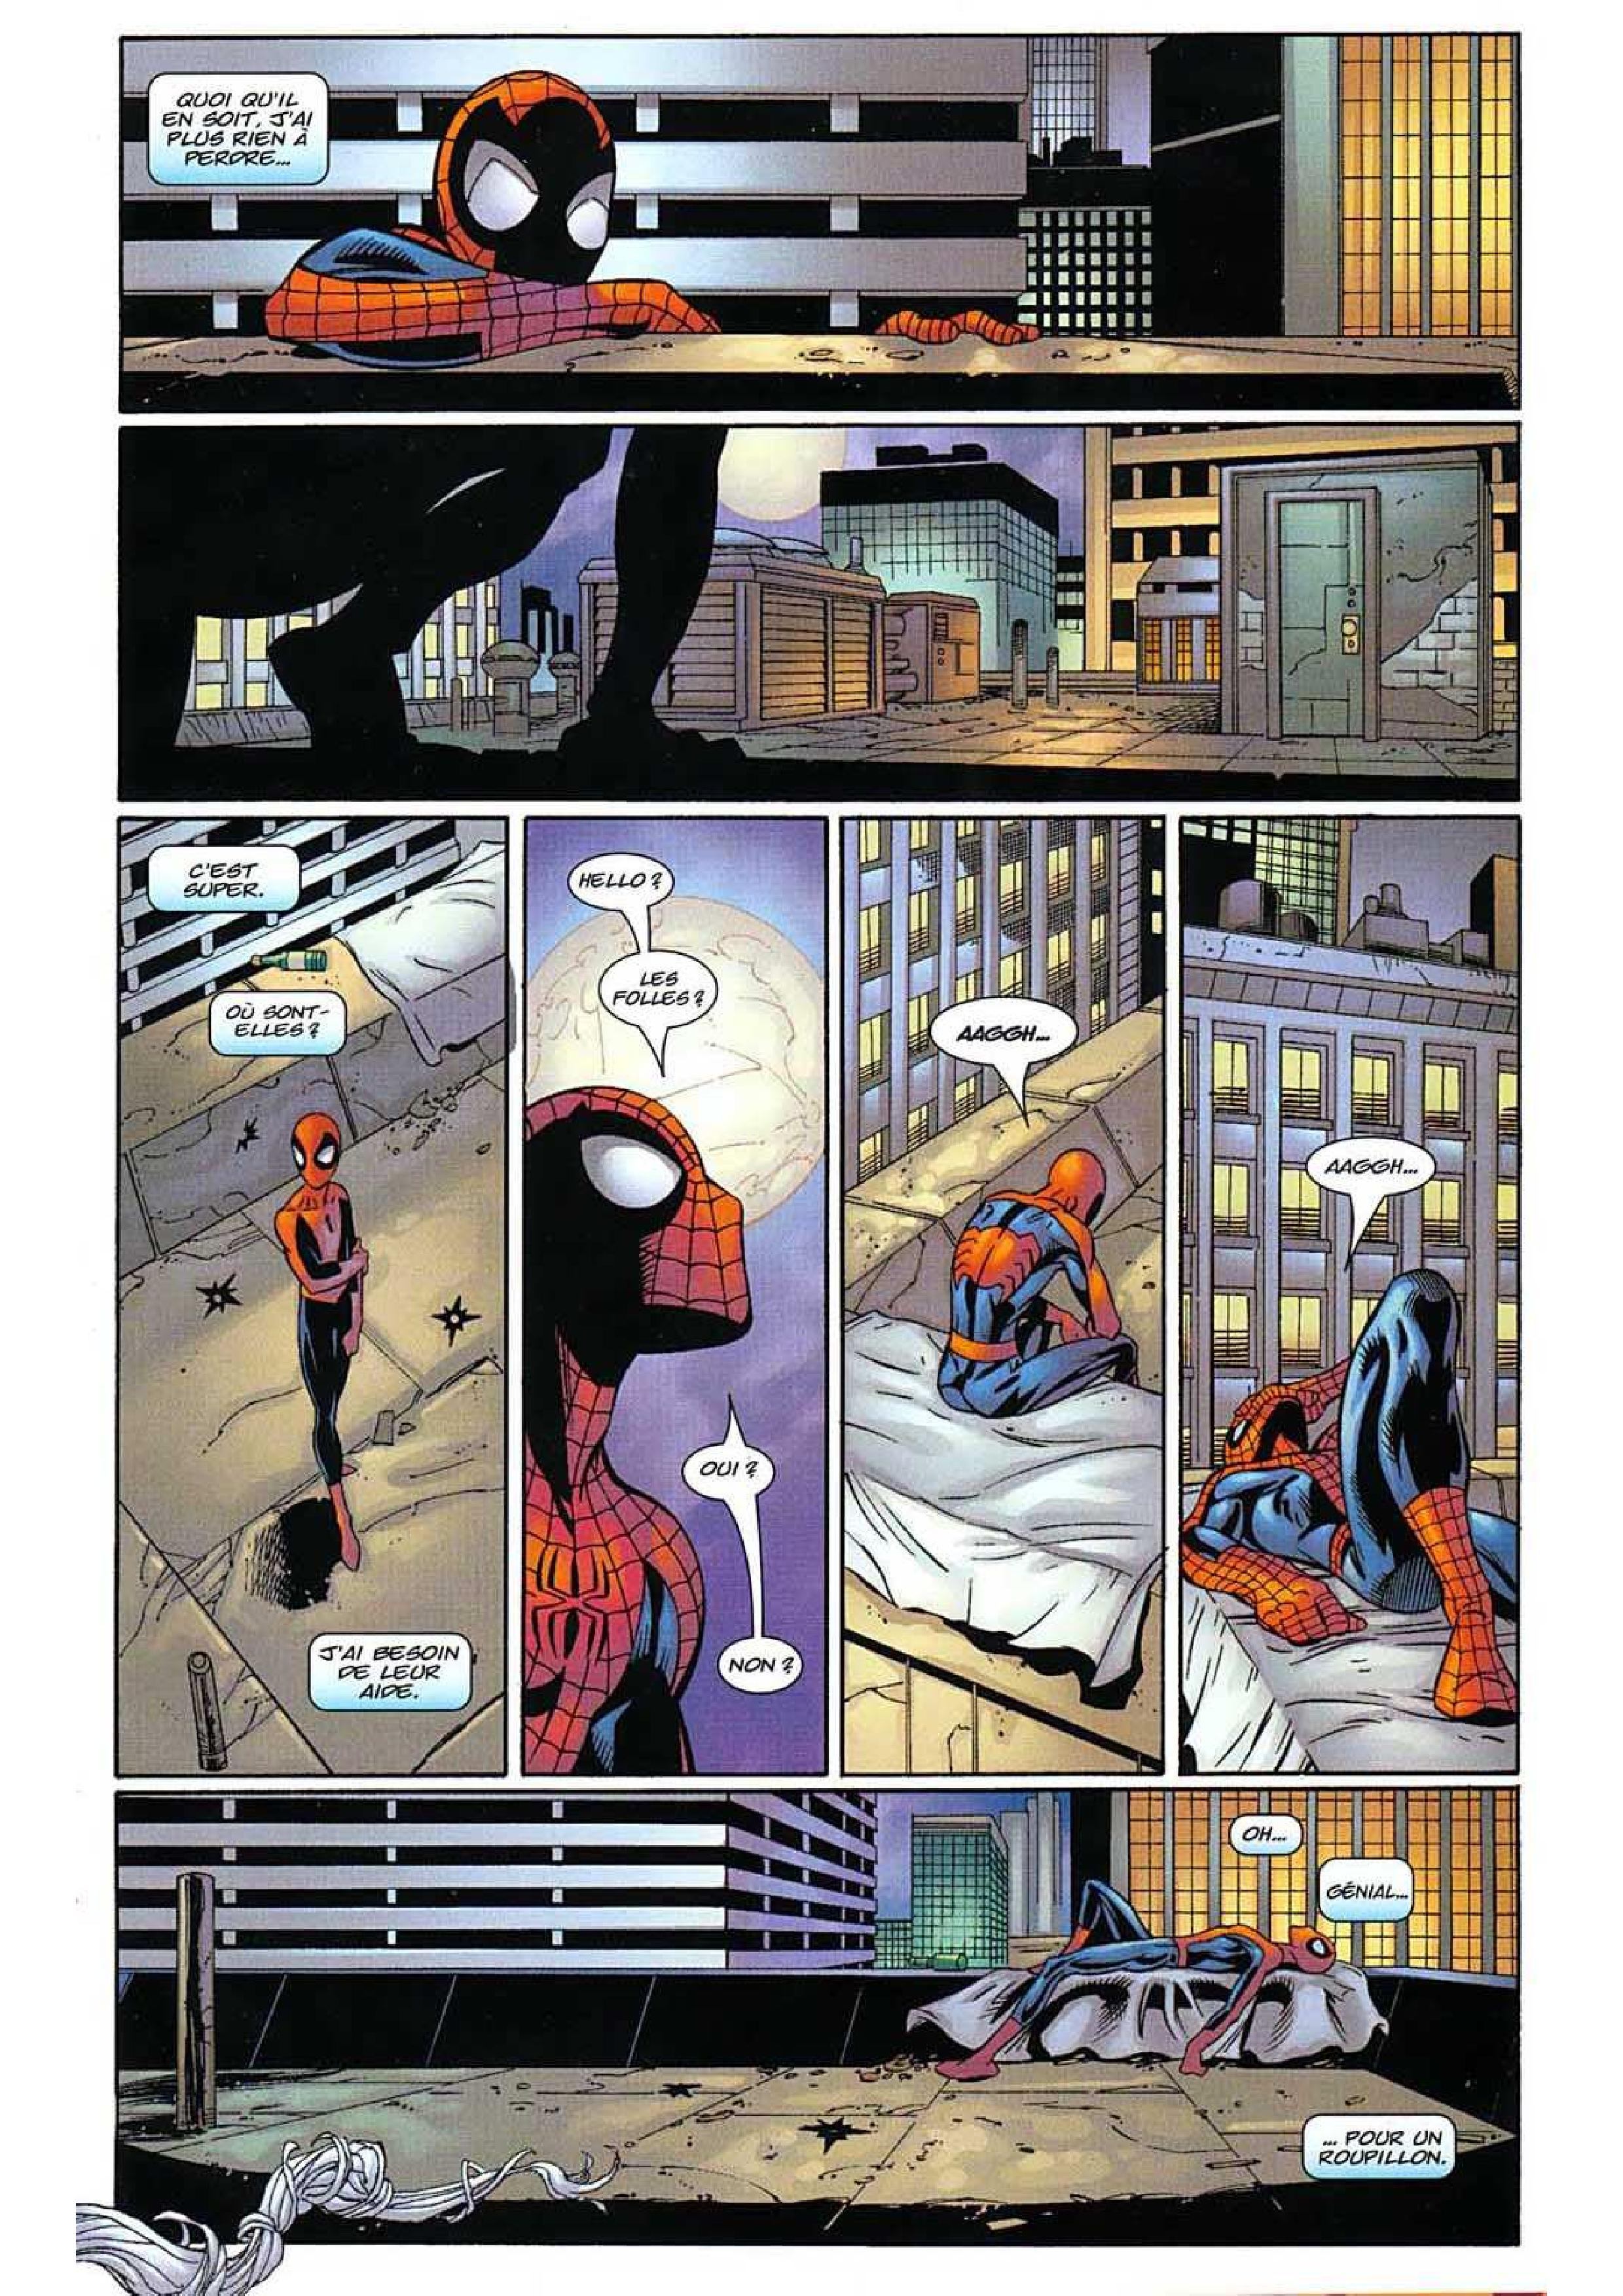 QUOI QU'IL
EN SOIT, J'AI
PLUS RIEN À
PERDRE...
C'EST
SUPER.
OÙ SONT-
ELLES ?
J'AI BESOIN
DE LEUR
AIDE.
HELLO ?
LES
FOLLES ?
OUI ?
NON ?
AAGGH...
AAGGH...
OH...
GÉNIAL...
... POUR UN
ROUPILLON.